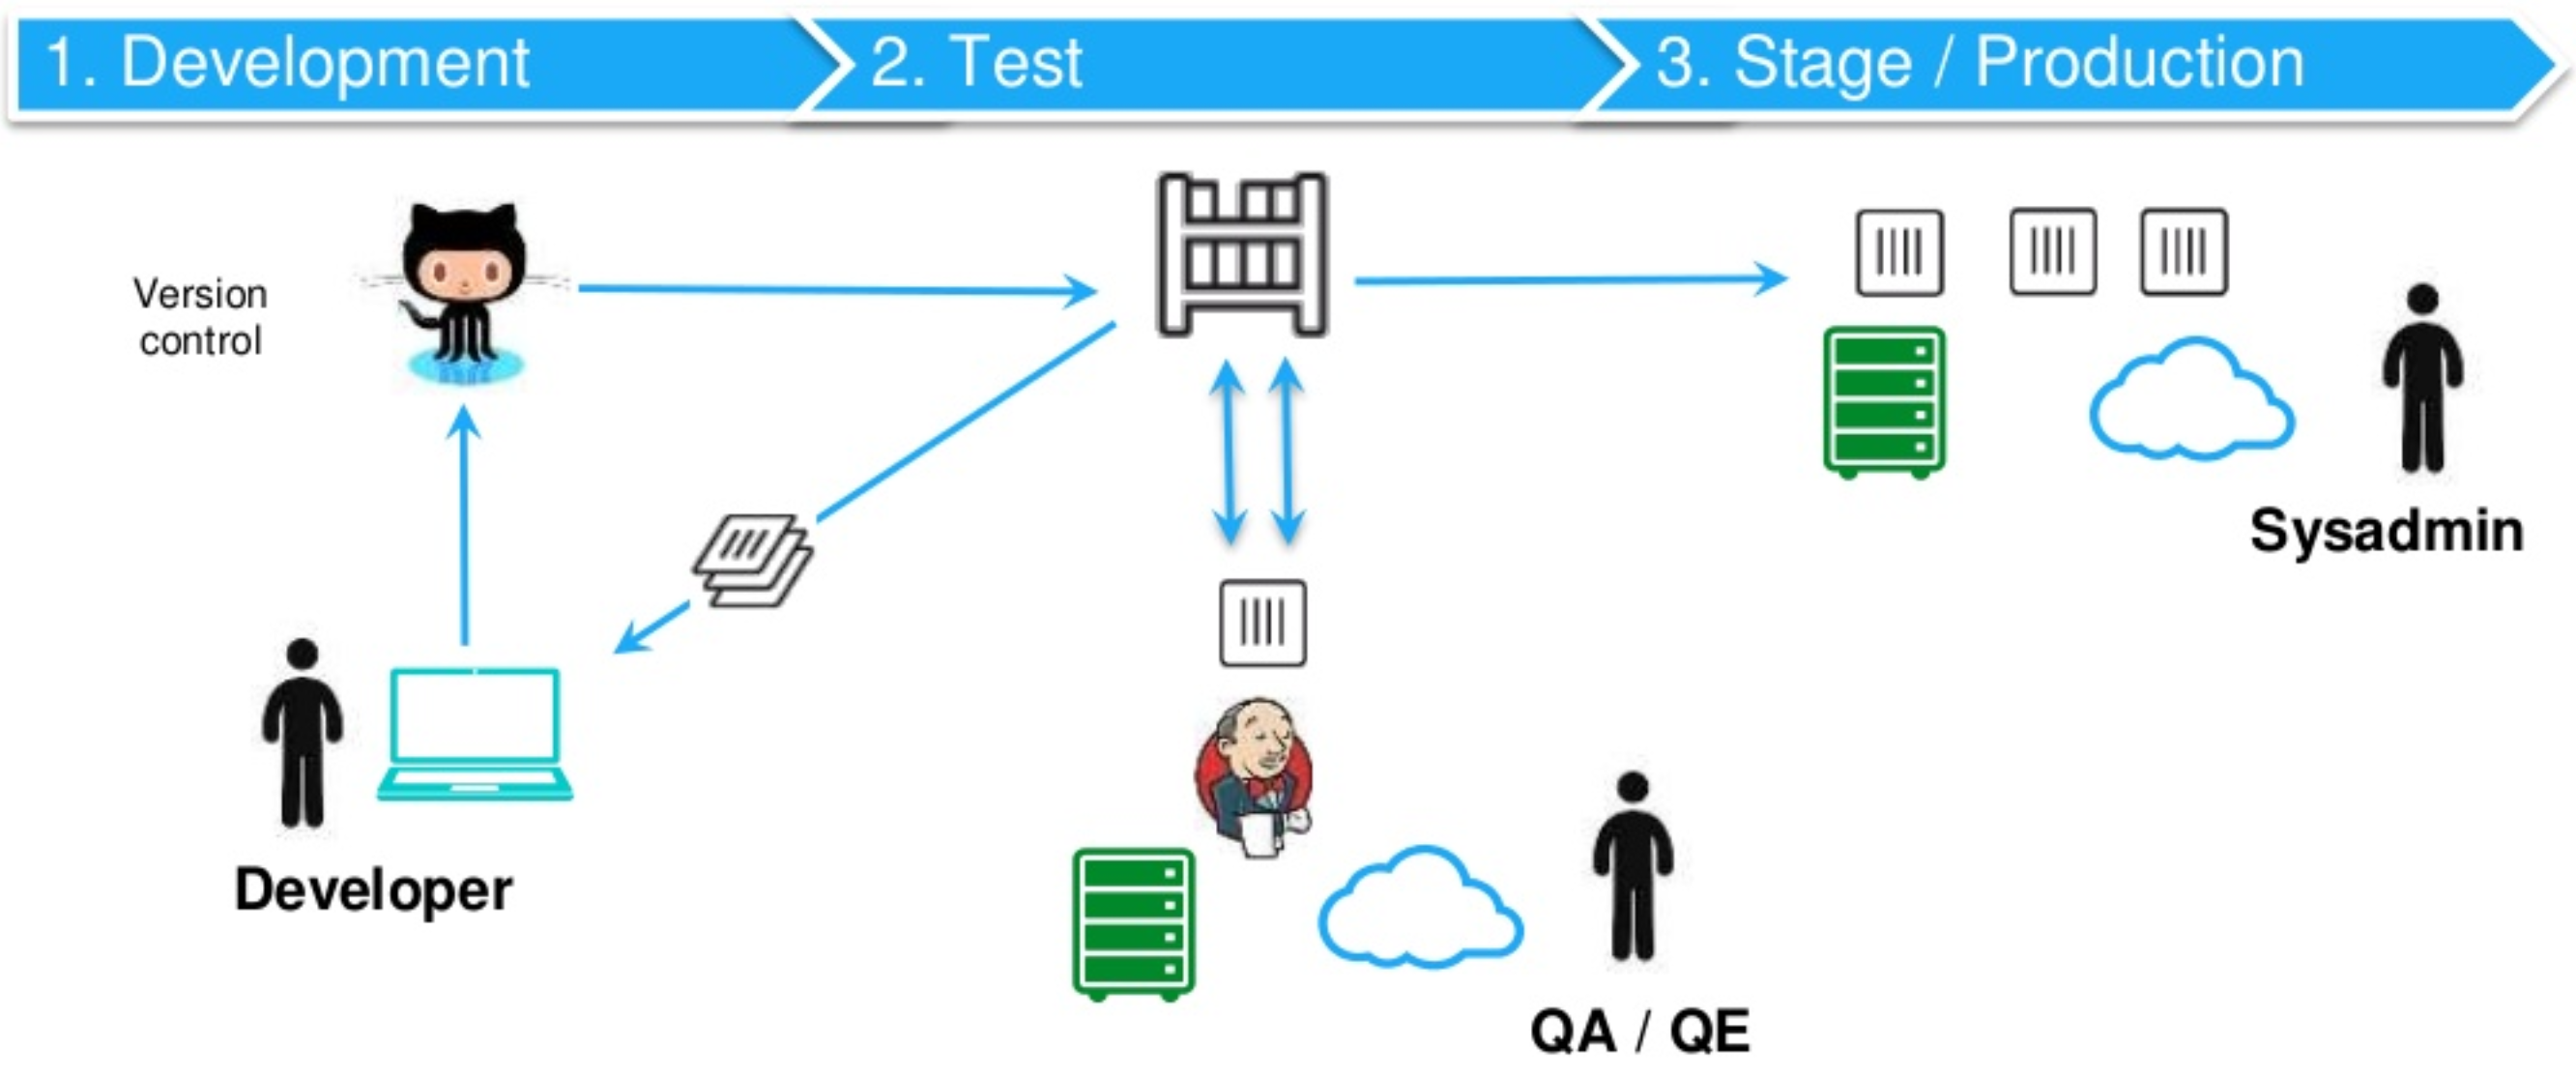 1. Development
2. Test
3. Stage / Production
Version
control
Sysadmin
Developer
QA / QE